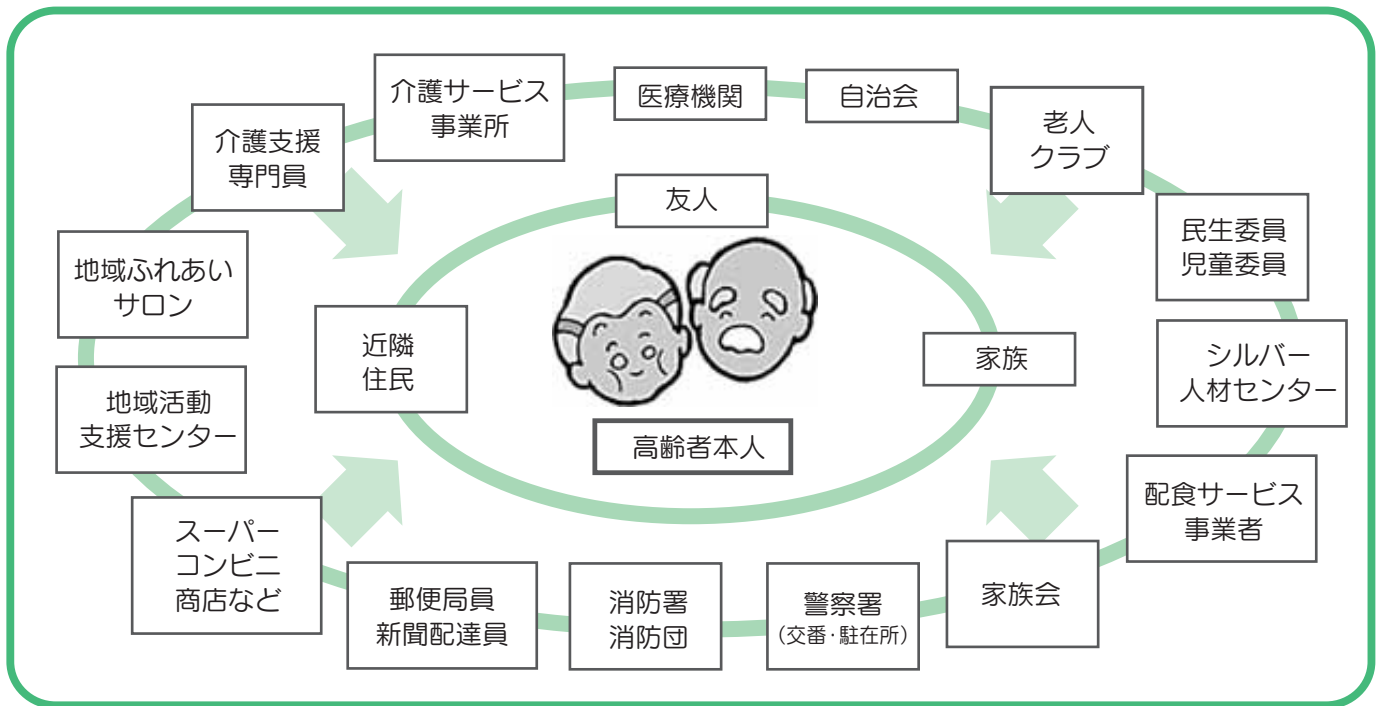 介護サービス
事業所
医療機関
自治会
老人
クラブ
介護支援
専門員
友人
民生委員
児童委員
地域ふれあい
サロン
近隣
住民
家族
シルバー
人材センター
地域活動
支援センター
高齢者本人
配食サービス
事業者
スーパー
コンビニ
商店など
郵便局員
新聞配達員
消防署
消防団
警察署
（交番・駐在所）
家族会